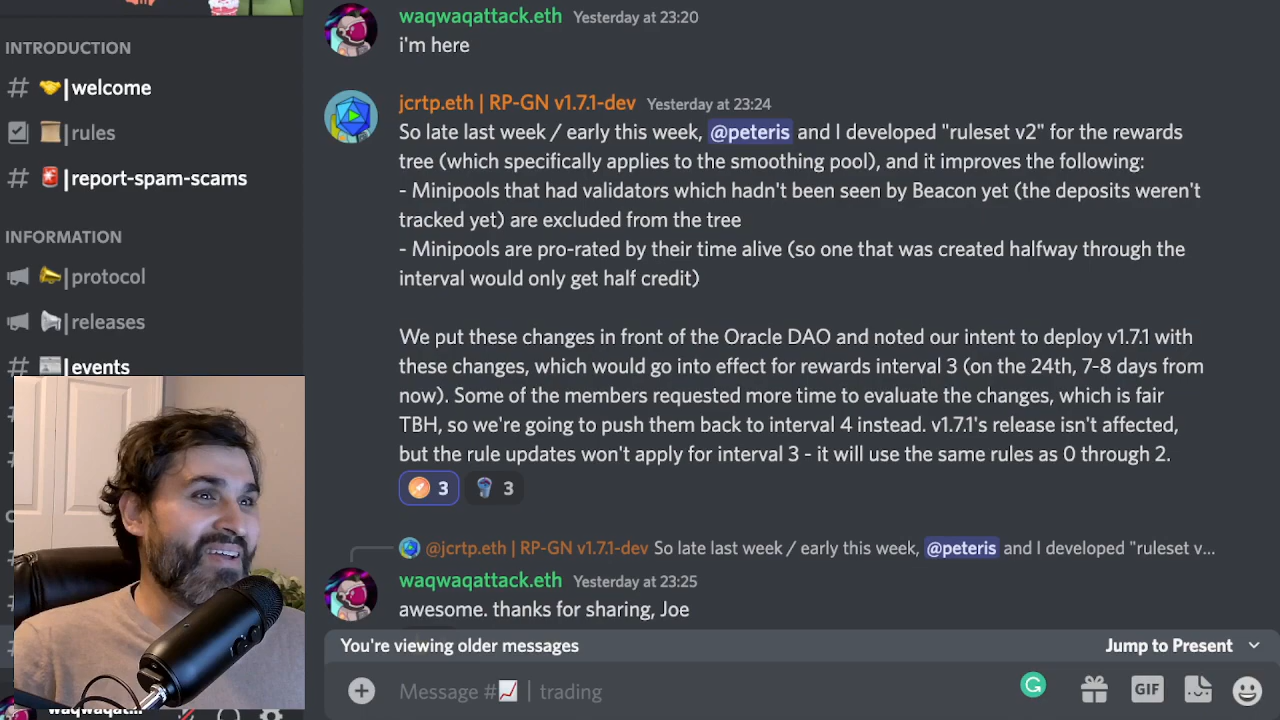 INTRODUCTION
# | welcome
| rules
# | report-spam-scams
INFORMATION
| protocol
| releases
# | events
waqwaqattack.eth Yesterday at 23:20
i'm here
jcrtp.eth | RP-GN v1.7.1-dev Yesterday at 23:24
So late last week / early this week, @peteris and I developed "ruleset v2" for the rewards
tree (which specifically applies to the smoothing pool), and it improves the following:
- Minipools that had validators which hadn't been seen by Beacon yet (the deposits weren't
tracked yet) are excluded from the tree
- Minipools are pro-rated by their time alive (so one that was created halfway through the
interval would only get half credit)
We put these changes in front of the Oracle DAO and noted our intent to deploy v1.7.1 with
these changes, which would go into effect for rewards interval 3 (on the 24th, 7-8 days from
now). Some of the members requested more time to evaluate the changes, which is fair
TBH, so we're going to push them back to interval 4 instead. v1.7.1's release isn't affected,
but the rule updates won't apply for interval 3 - it will use the same rules as 0 through 2.
3 3
@jcrtp.eth | RP-GN v1.7.1-dev So late last week / early this week, @peteris and I developed "ruleset v...
waqwaqattack.eth Yesterday at 23:25
awesome. thanks for sharing, Joe
You're viewing older messages Jump to Present
Message # | trading GIF
waqwaqat...